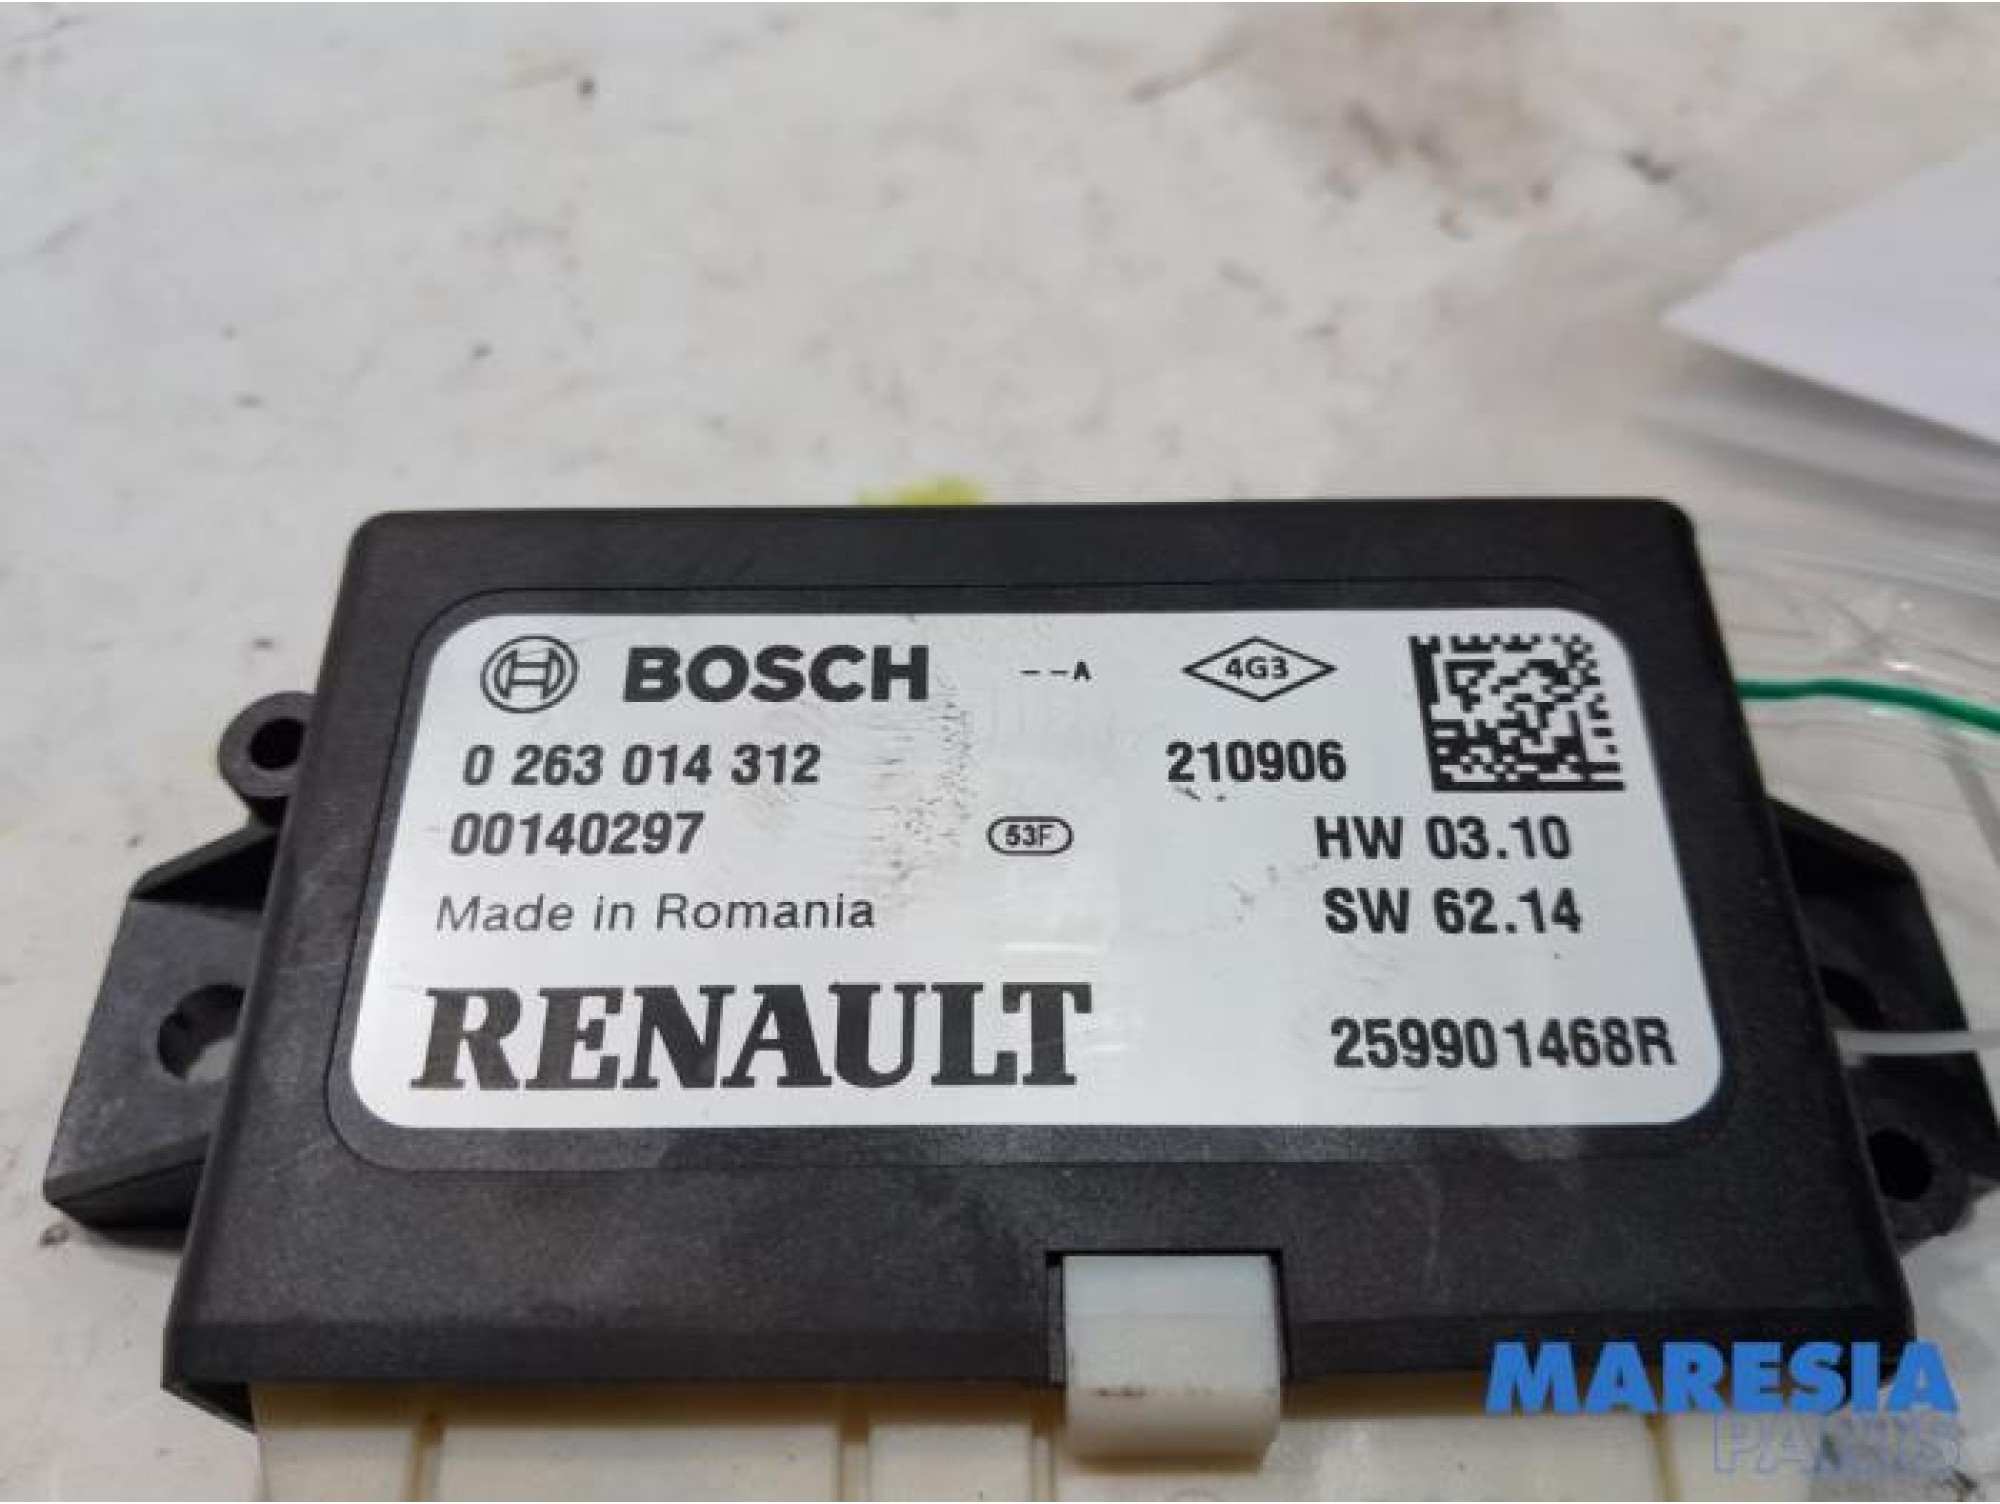 BOSCH --A 4G3
0 263 014 312 210906
00140297 53F HW 03.10
Made in Romania SW 62.14
RENAULT 259901468R
MARESIA
PARTS